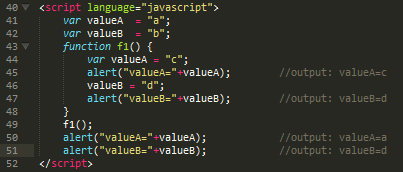 40 <script language="javascript">
41 var valueA = "a";
42 var valueB = "b";
43 function f1() {
44 var valueA = "c";
45 alert("valueA="+valueA); //output: valueA=c
46 valueB = "d";
47 alert("valueB="+valueB); //output: valueB=d
48 }
49 f1();
50 alert("valueA="+valueA); //output: valueA=a
51 alert("valueB="+valueB); //output: valueB=d
52 </script>